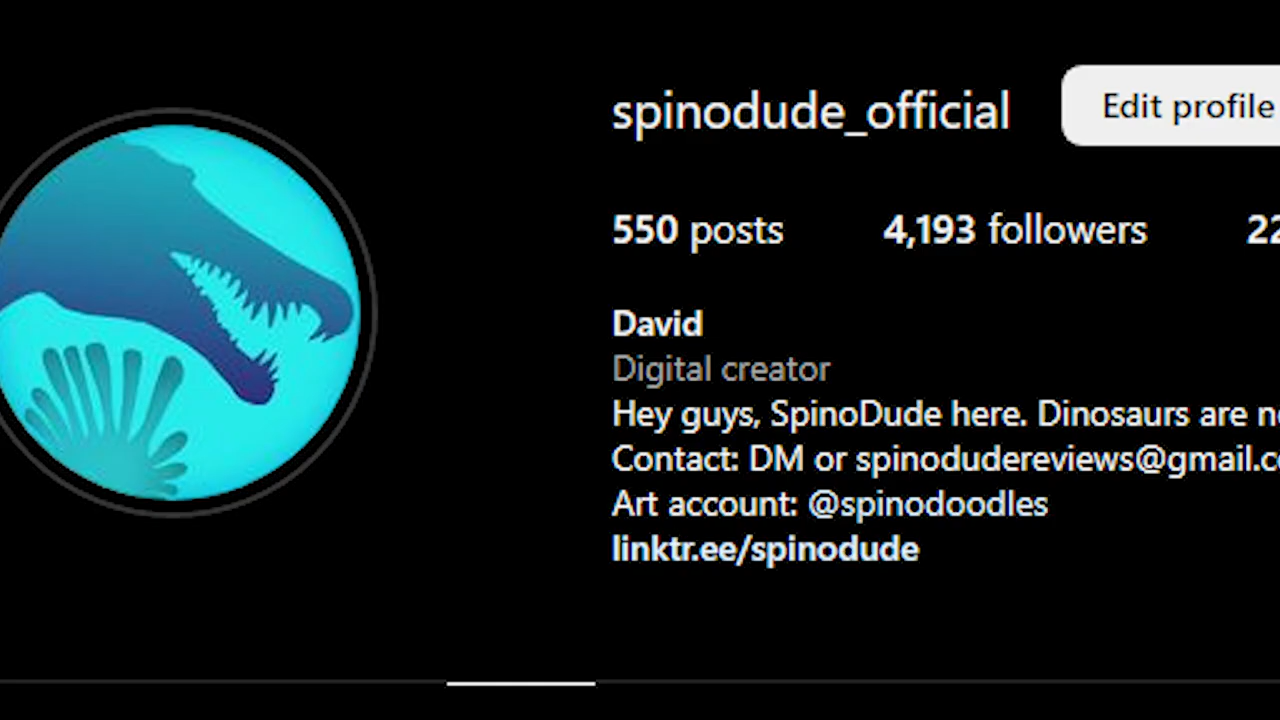 spinodude_official Edit profile
550 posts 4,193 followers 22
David
Digital creator
Hey guys, SpinoDude here. Dinosaurs are
Contact: DM or spinodudereviews@gmail.c
Art account: @spinodoodles
linktr.ee/spinodude